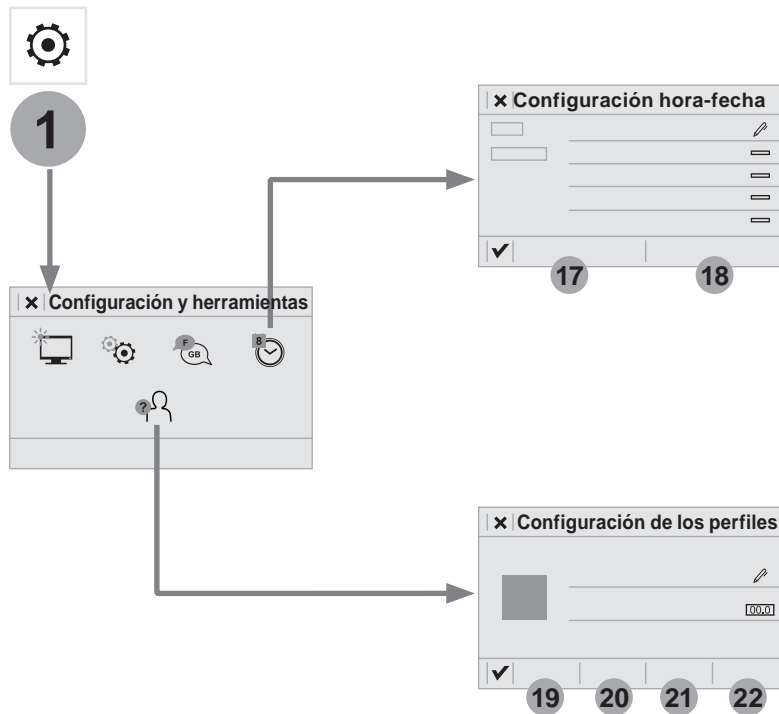 1
Configuración hora-fecha
17
18
Configuración y herramientas
F
GB
8
?
Configuración de los perfiles
00.0
19
20
21
22